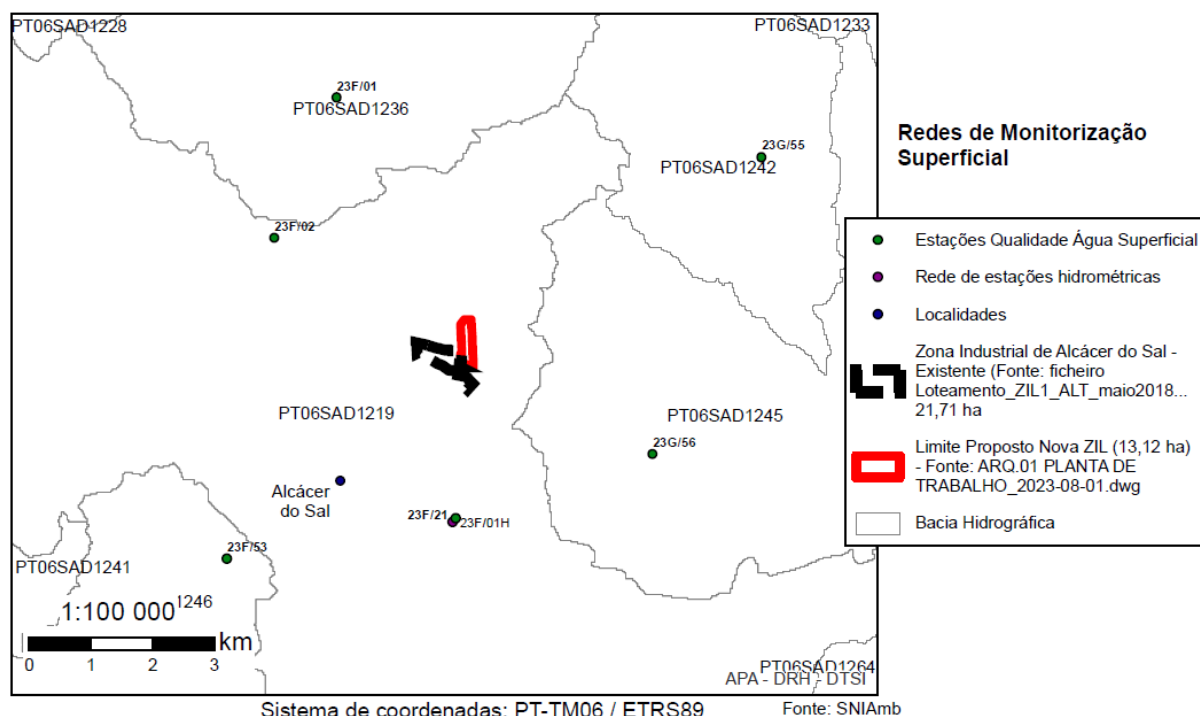 PT06SAD1228
PT06SAD1233
23F/01
PT06SAD1236
23G/55
PT06SAD1242
23F/02
PT06SAD1219
PT06SAD1245
23G/56
Alcácer
do Sal
23F/21
23F/01H
23F/53
PT06SAD1241
1246
1:100 000
km
0 1 2 3
PT06SAD1264
APA - DRH - DTSI
Sistema de coordenadas: PT-TM06 / ETRS89
Fonte: SNIAmb
Redes de Monitorização
Superficial
Estações Qualidade Água Superficial
Rede de estações hidrométricas
Localidades
Zona Industrial de Alcácer do Sal -
Existente (Fonte: ficheiro
Loteamento_ZIL1_ALT_maio2018...
21,71 ha
Limite Proposto Nova ZIL (13,12 ha)
- Fonte: ARQ.01 PLANTA DE
TRABALHO_2023-08-01.dwg
Bacia Hidrográfica